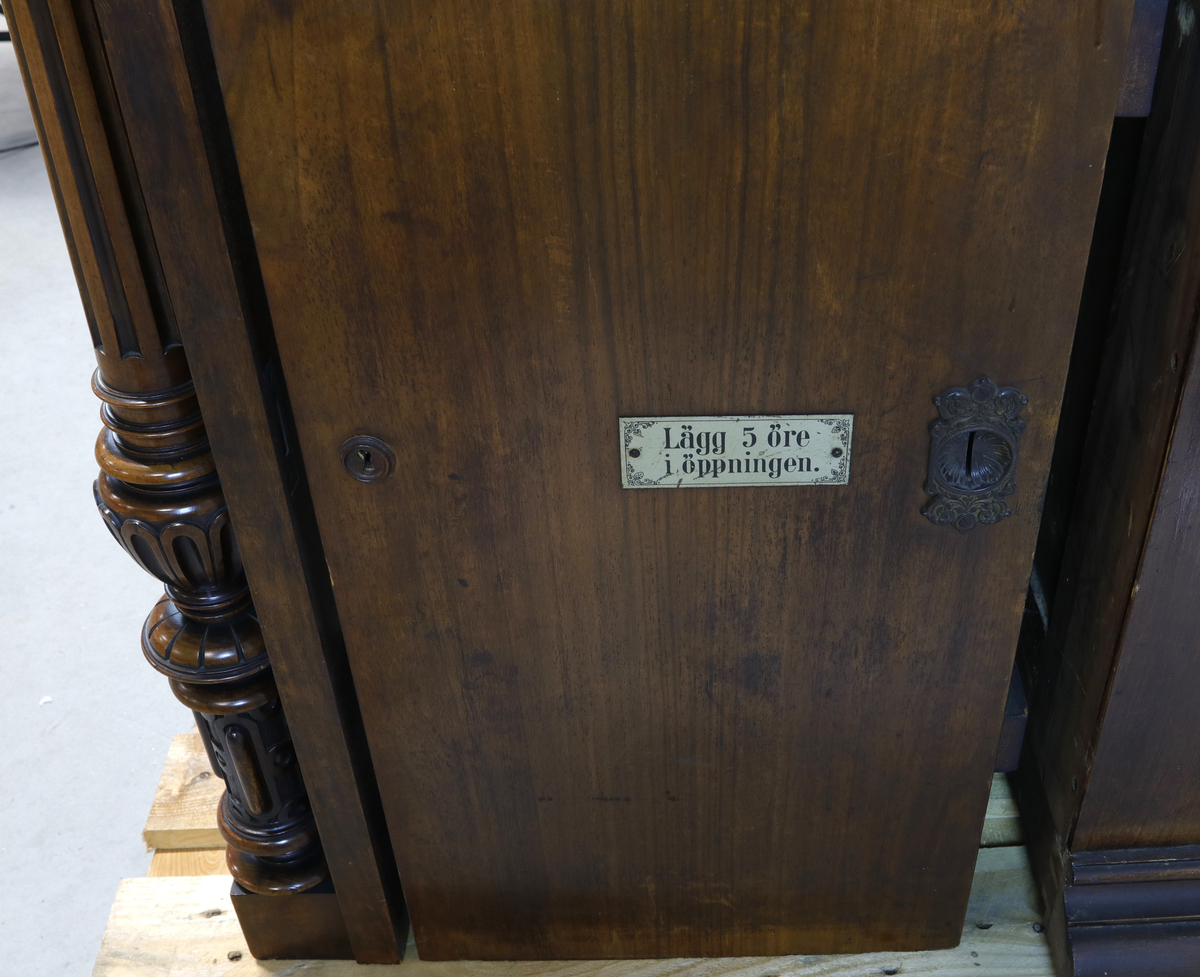 Lägg 5 öre
i öppningen.